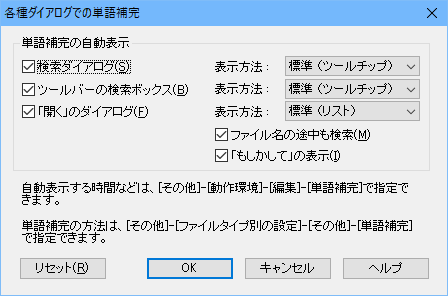 各種ダイアログでの単語補完
単語補完の自動表示
検索ダイアログ(S) 表示方法： 標準（ツールチップ）
ツールバーの検索ボックス(B) 表示方法： 標準（ツールチップ）
「開く」のダイアログ(F) 表示方法： 標準（リスト）
ファイル名の途中も検索(M)
「もしかして」の表示(I)
自動表示する時間などは、[その他]-[動作環境]-[編集]-[単語補完]で指定で
きます。
単語補完の方法は、[その他]-[ファイルタイプ別の設定]-[その他]-[単語補完]
で指定できます。
リセット(R) OK キャンセル ヘルプ